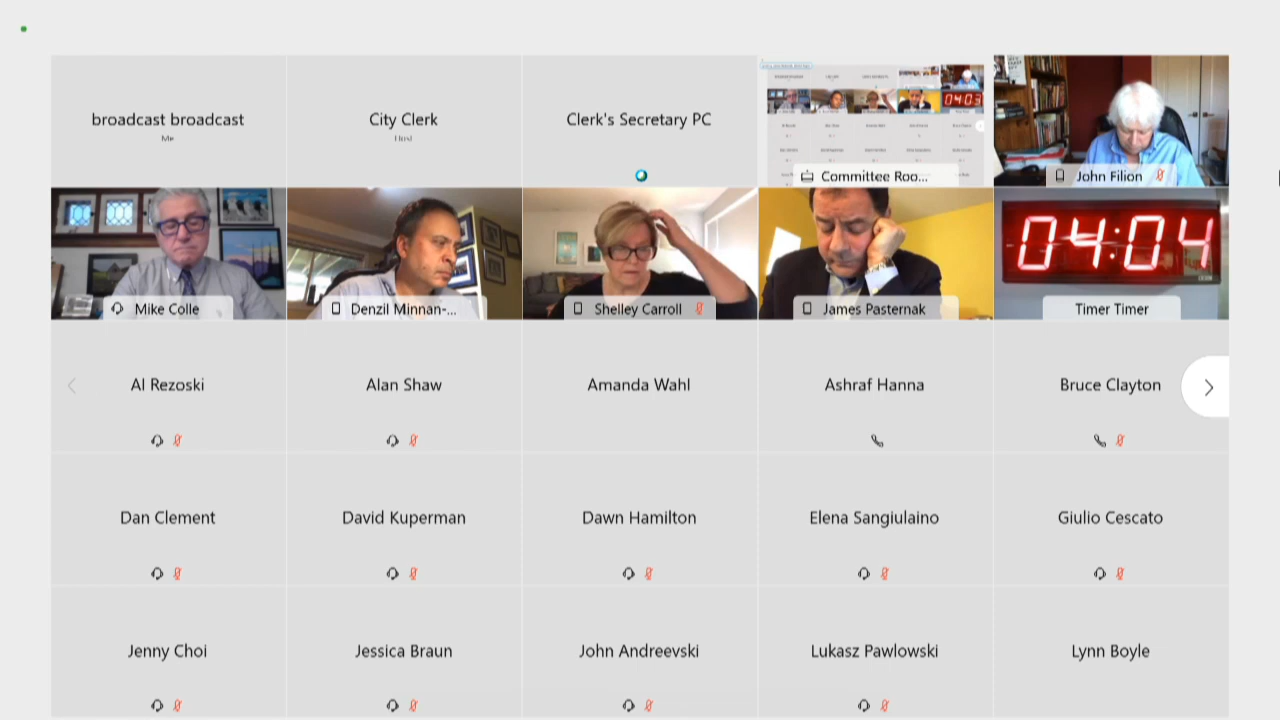 broadcast broadcast
Me
City Clerk
Host
Clerk's Secretary PC
04:03
Committee Roo...
John Filion
Mike Colle
Denzil Minnan-...
Shelley Carroll
James Pasternak
04:04
Timer Timer
Al Rezoski
Alan Shaw
Amanda Wahl
Ashraf Hanna
Bruce Clayton
Dan Clement
David Kuperman
Dawn Hamilton
Elena Sangiulaino
Giulio Cescato
Jenny Choi
Jessica Braun
John Andreevski
Lukasz Pawlowski
Lynn Boyle